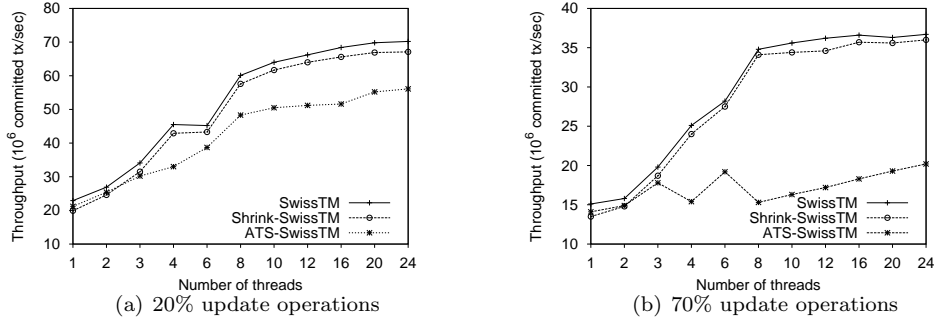 Throughput (10^6 committed tx/sec)
80
70
60
50
40
30
20
10
SwissTM
Shrink-SwissTM
ATS-SwissTM
1 2 3 4 6 8 10 12 16 20 24
Number of threads
(a) 20% update operations
Throughput (10^6 committed tx/sec)
40
35
30
25
20
15
10
SwissTM
Shrink-SwissTM
ATS-SwissTM
1 2 3 4 6 8 10 12 16 20 24
Number of threads
(b) 70% update operations